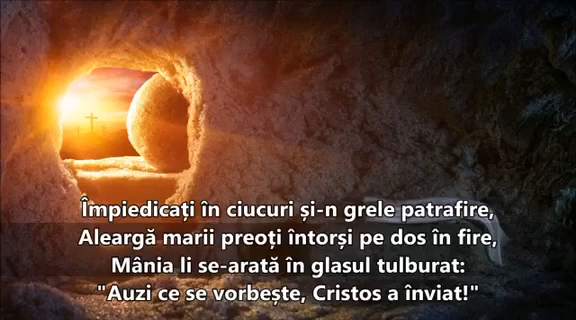 Împiedicați în ciucuri și-n grele patrafire,
Aleargă marii preoți întorși pe dos în fire,
Mânia li se-arată în glasul tulburat:
"Auzi ce se vorbește, Cristos a înviat!"